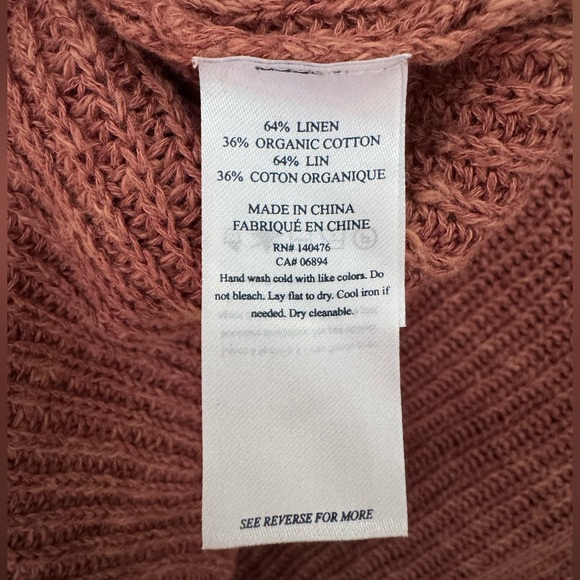 64% LINEN
36% ORGANIC COTTON
64% LIN
36% COTON ORGANIQUE
MADE IN CHINA
FABRIQUÉ EN CHINE
RN# 140476
CA# 06894
Hand wash cold with like colors. Do
not bleach. Lay flat to dry. Cool iron if
needed. Dry cleanable.
SEE REVERSE FOR MORE